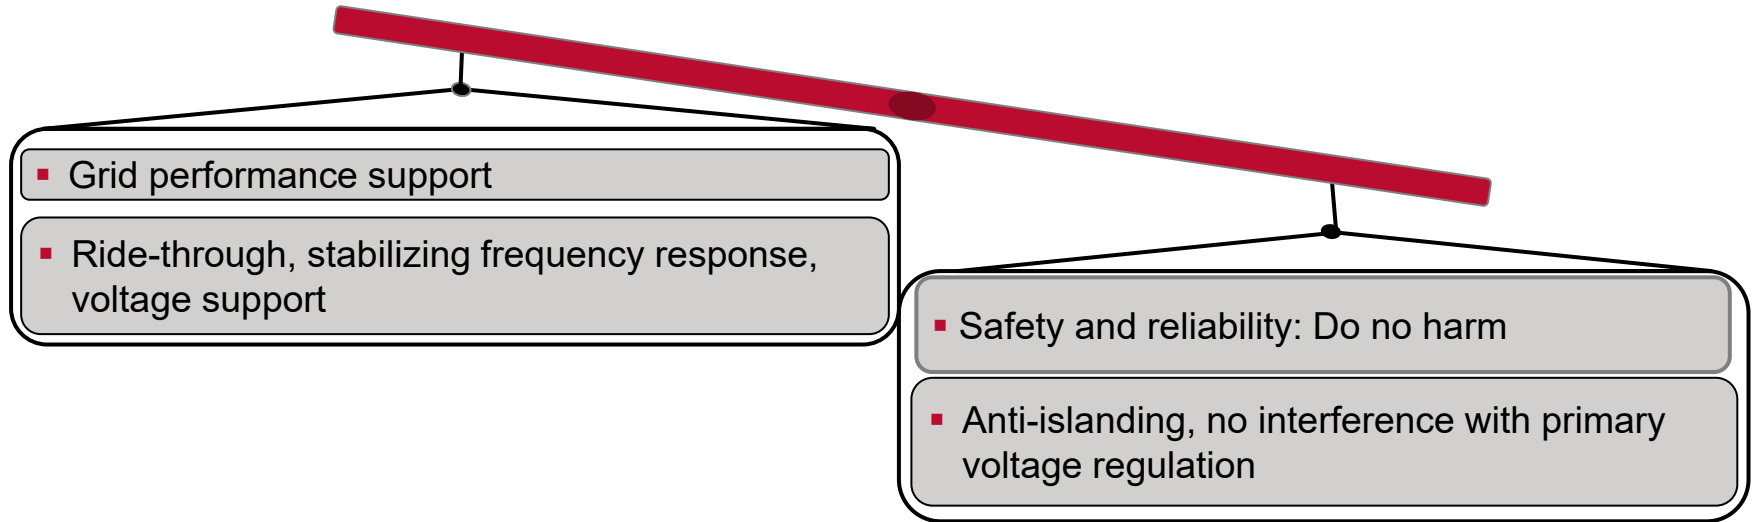 ▪ Grid performance support
▪ Ride-through, stabilizing frequency response,
voltage support
▪ Safety and reliability: Do no harm
▪ Anti-islanding, no interference with primary
voltage regulation